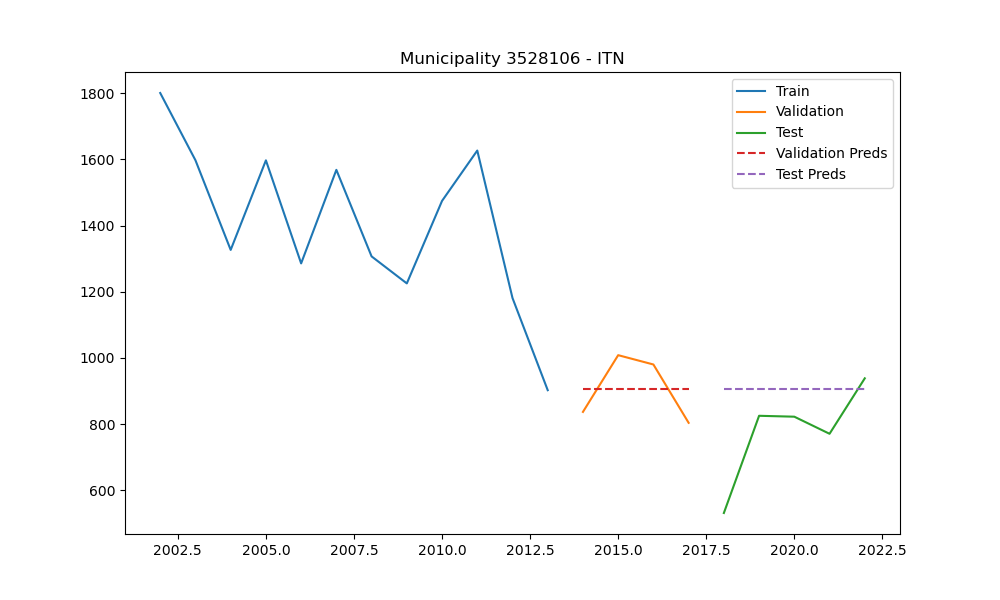 Municipality 3528106 - ITN
Train
Validation
Test
Validation Preds
Test Preds
1800
1600
1400
1200
1000
800
600
2002.5 2005.0 2007.5 2010.0 2012.5 2015.0 2017.5 2020.0 2022.5